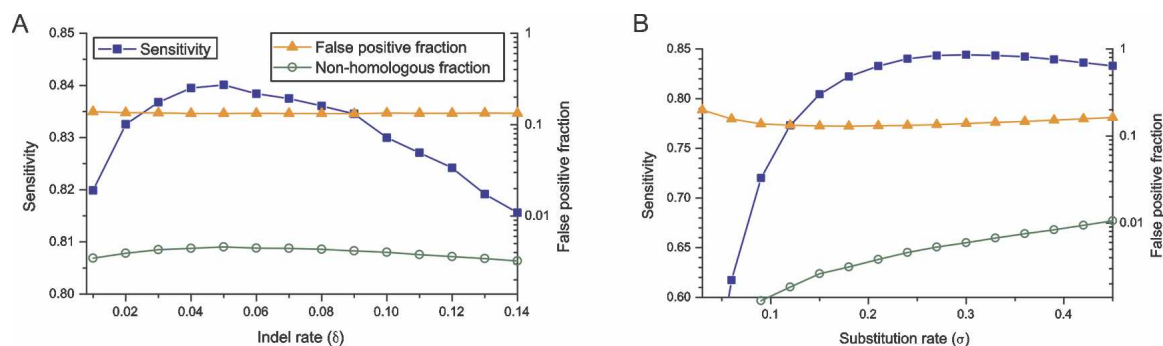 A
Sensitivity
False positive fraction
Non-homologous fraction
0.85
0.84
0.83
0.82
0.81
0.80
Sensitivity
1
0.1
0.01
False positive fraction
0.02 0.04 0.06 0.08 0.10 0.12 0.14
Indel rate (δ)
B
0.85
0.80
0.75
0.70
0.65
0.60
Sensitivity
1
0.1
0.01
False positive fraction
0.1 0.2 0.3 0.4
Substitution rate (σ)